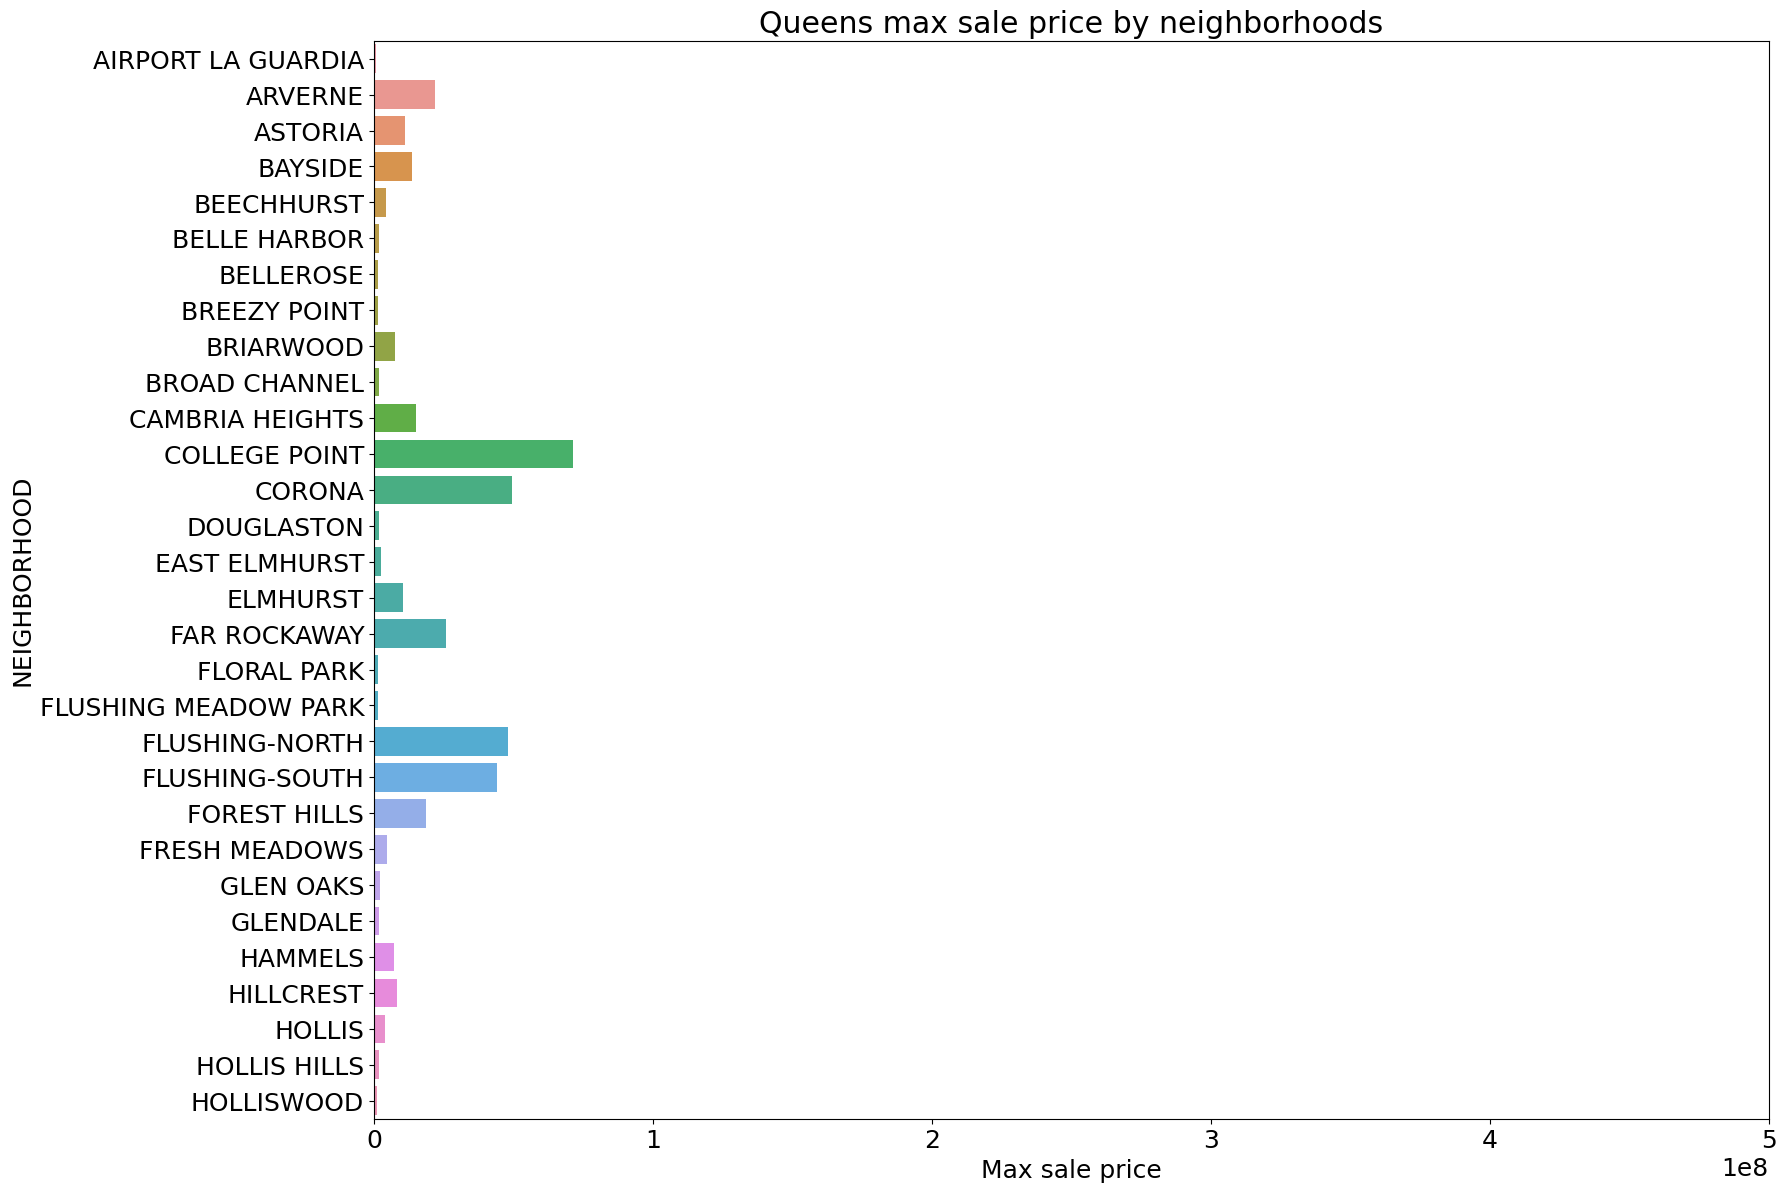 Queens max sale price by neighborhoods
NEIGHBORHOOD
AIRPORT LA GUARDIA
ARVERNE
ASTORIA
BAYSIDE
BEECHHURST
BELLE HARBOR
BELLEROSE
BREEZY POINT
BRIARWOOD
BROAD CHANNEL
CAMBRIA HEIGHTS
COLLEGE POINT
CORONA
DOUGLASTON
EAST ELMHURST
ELMHURST
FAR ROCKAWAY
FLORAL PARK
FLUSHING MEADOW PARK
FLUSHING-NORTH
FLUSHING-SOUTH
FOREST HILLS
FRESH MEADOWS
GLEN OAKS
GLENDALE
HAMMELS
HILLCREST
HOLLIS
HOLLIS HILLS
HOLLISWOOD
0 1 2 3 4 5
Max sale price
1e8